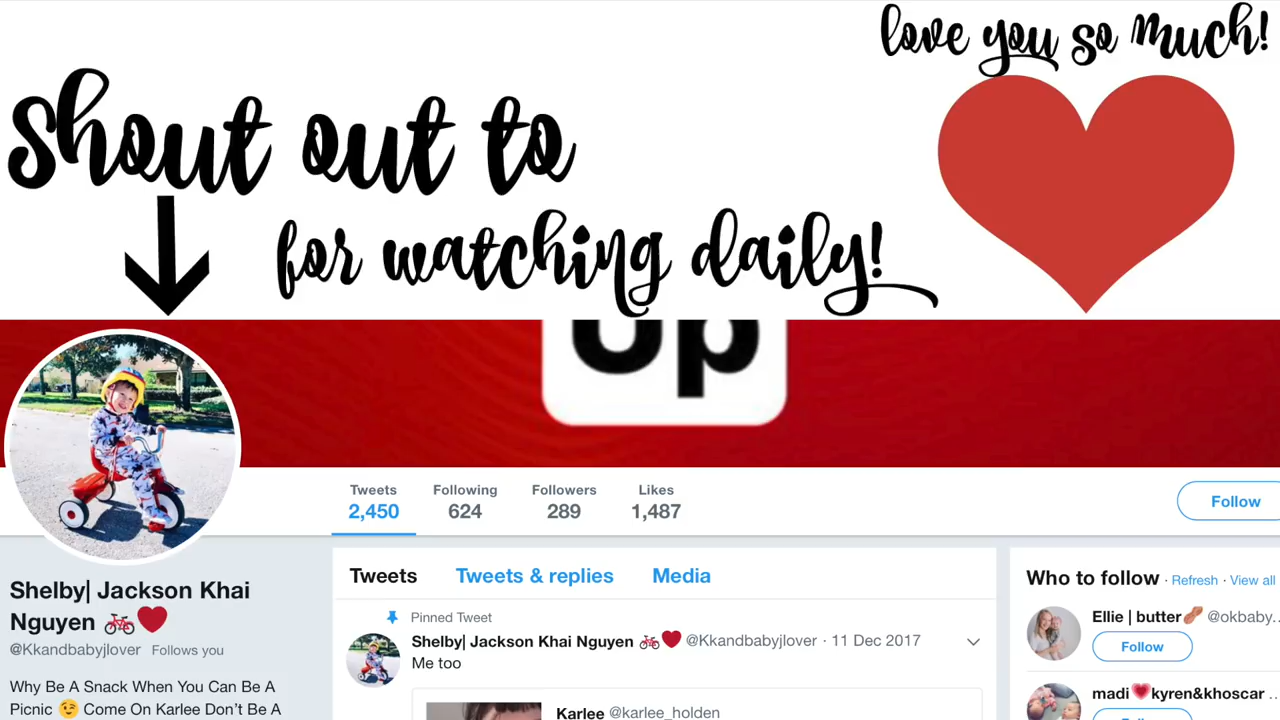 love you so much!
shout out to
for watching daily!
Up
Tweets Following Followers Likes
2,450 624 289 1,487
Follow
Shelby| Jackson Khai
Nguyen 🚲❤️
@Kkandbabyjlover Follows you
Why Be A Snack When You Can Be A
Picnic 😉 Come On Karlee Don’t Be A
Tweets Tweets & replies Media
Pinned Tweet
Shelby| Jackson Khai Nguyen 🚲❤️ @Kkandbabyjlover · 11 Dec 2017
Me too
Karlee @karlee_holden
Who to follow · Refresh · View all
Ellie | butter🥜 @okbaby...
Follow
madi💗kyren&khoscar ...
Follow